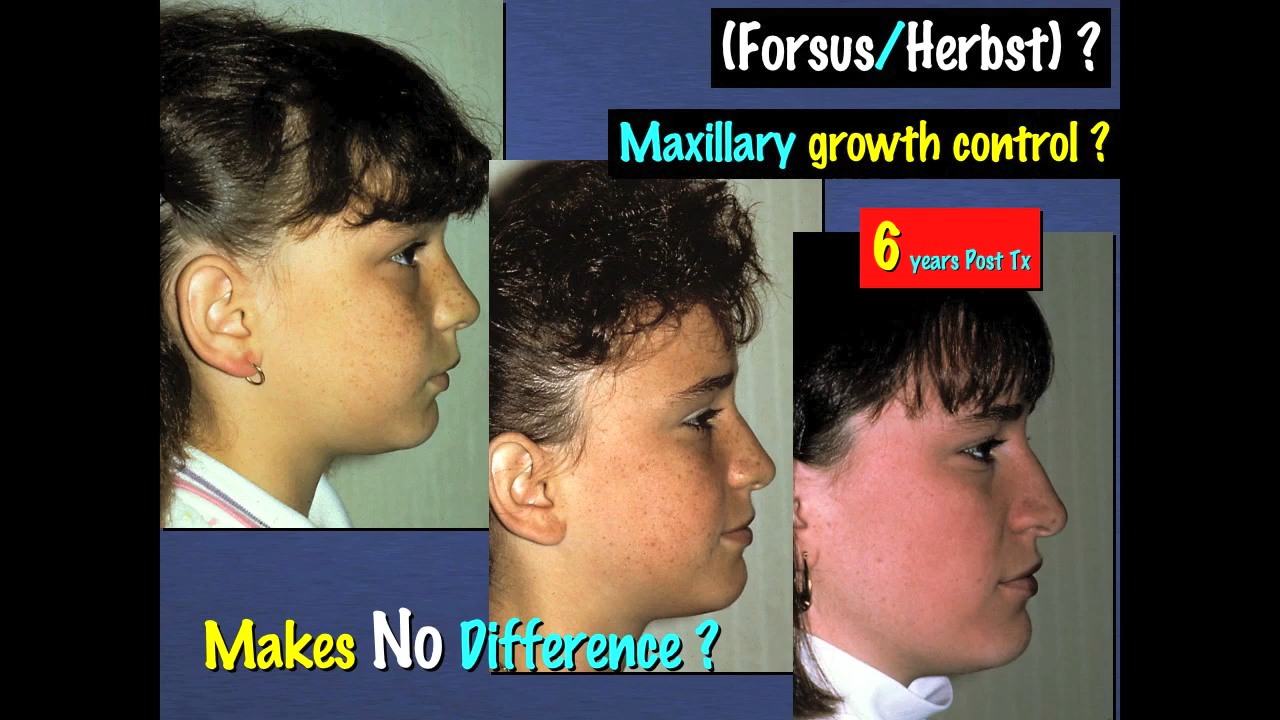 (Forsus/Herbst) ?
Maxillary growth control ?
6 years Post Tx
Makes No Difference ?